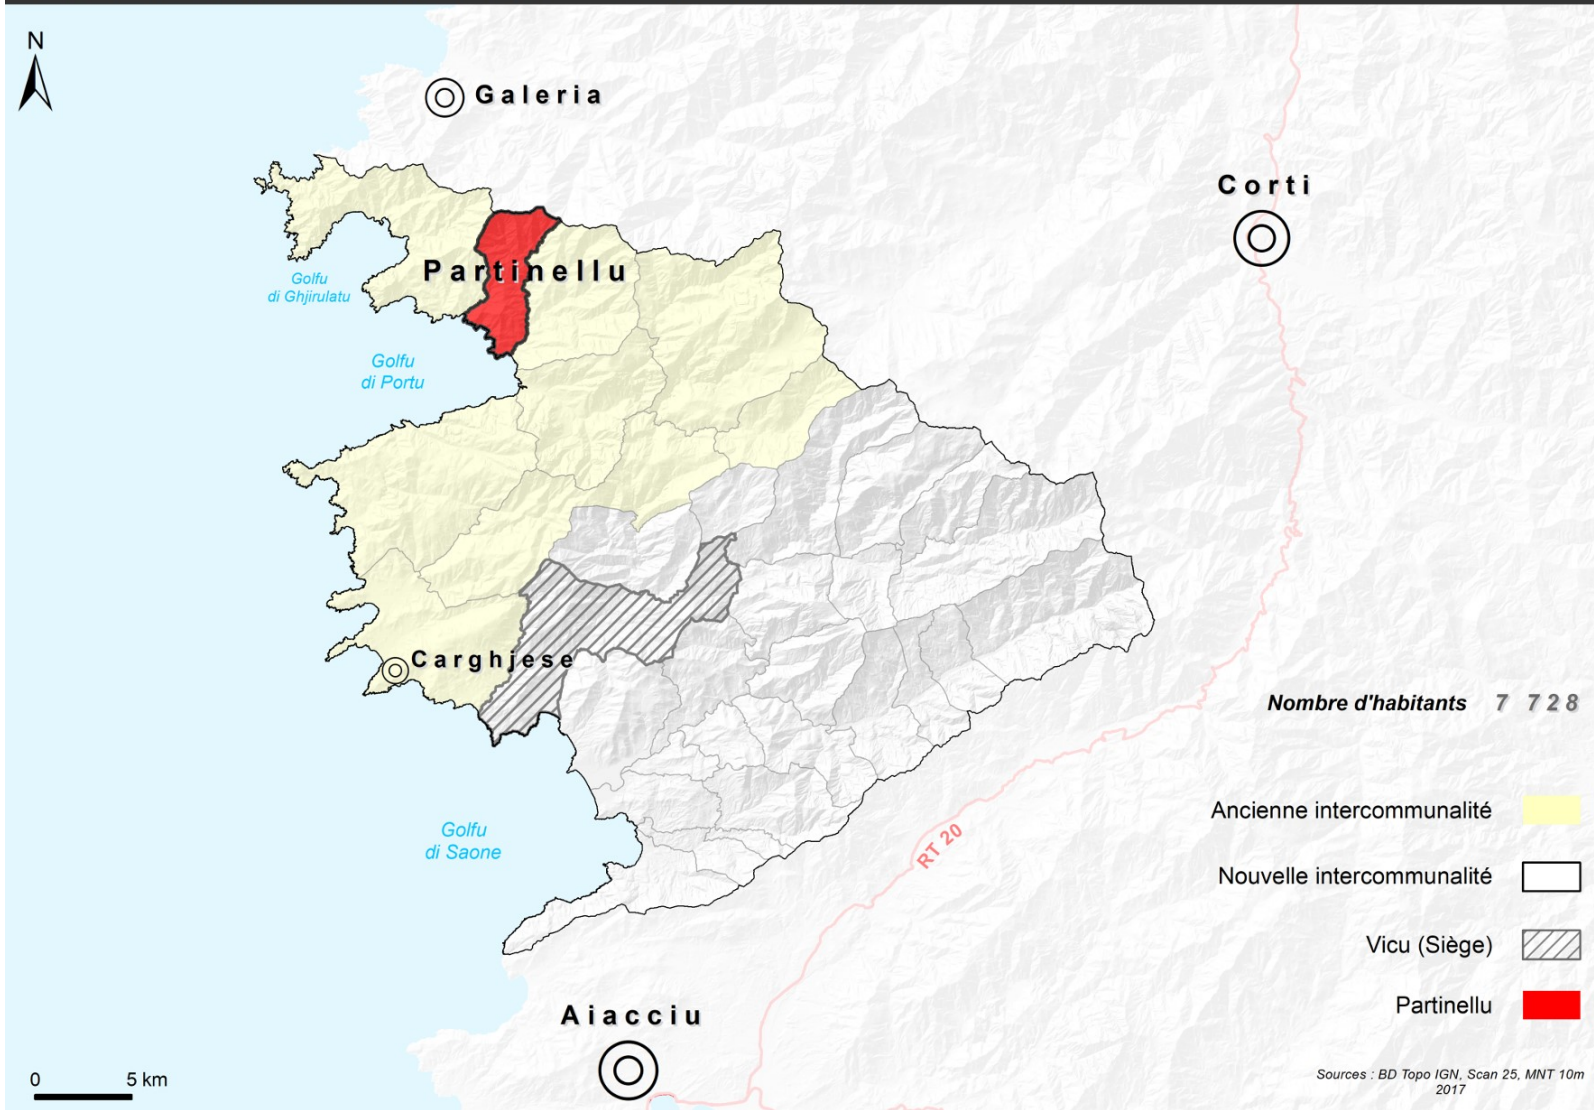 N
Galeria
Corti
Partinellu
Golfu
di Ghjirulatu
Golfu
di Portu
Carghjese
Nombre d'habitants 7 728
Golfu
di Saone
RT 20
Ancienne intercommunalité
Nouvelle intercommunalité
Vicu (Siège)
Partinellu
Aiacciu
0 5 km
Sources : BD Topo IGN, Scan 25, MNT 10m
2017